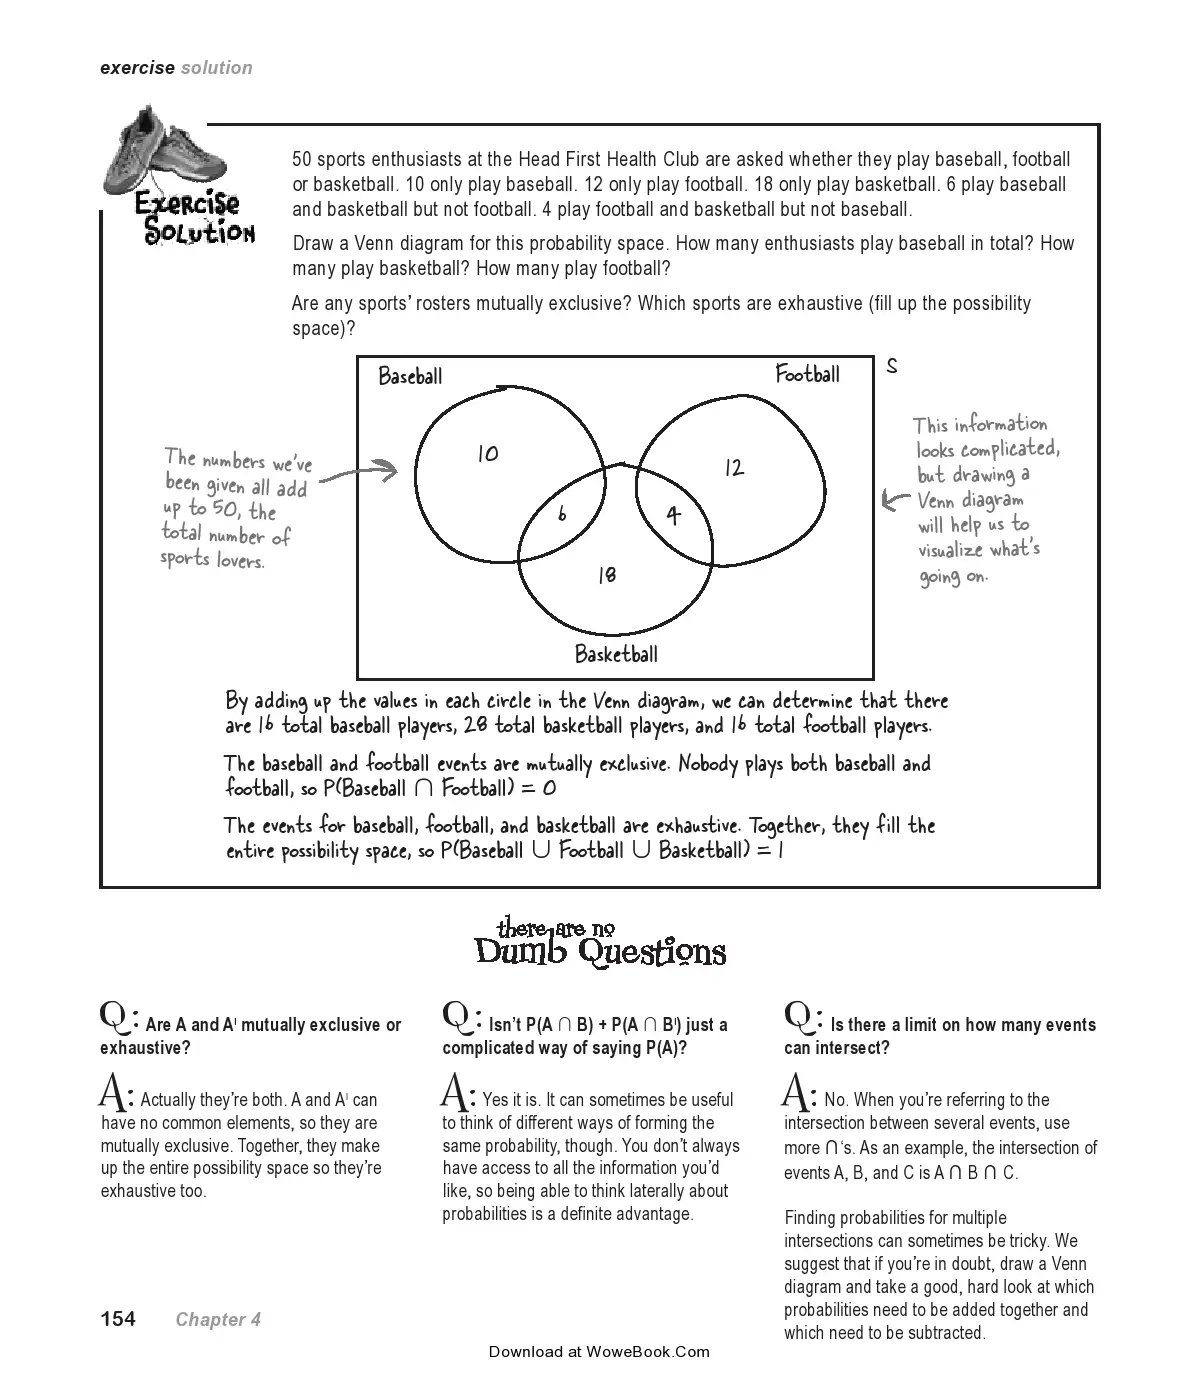 exercise solution
Exercise
Solution
50 sports enthusiasts at the Head First Health Club are asked whether they play baseball, football
or basketball. 10 only play baseball. 12 only play football. 18 only play basketball. 6 play baseball
and basketball but not football. 4 play football and basketball but not baseball.
Draw a Venn diagram for this probability space. How many enthusiasts play baseball in total? How
many play basketball? How many play football?
Are any sports' rosters mutually exclusive? Which sports are exhaustive (fill up the possibility
space)?
Baseball
Football
S
10
12
6
4
18
Basketball
The numbers we've
been given all add
up to 50, the
total number of
sports lovers.
This information
looks complicated,
but drawing a
Venn diagram
will help us to
visualize what's
going on.
By adding up the values in each circle in the Venn diagram, we can determine that there
are 16 total baseball players, 28 total basketball players, and 16 total football players.
The baseball and football events are mutually exclusive. Nobody plays both baseball and
football, so P(Baseball ∩ Football) = 0
The events for baseball, football, and basketball are exhaustive. Together, they fill the
entire possibility space, so P(Baseball ∪ Football ∪ Basketball) = 1
there are no
Dumb Questions
Q: Are A and Aᴵ mutually exclusive or
exhaustive?
A: Actually they're both. A and Aᴵ can
have no common elements, so they are
mutually exclusive. Together, they make
up the entire possibility space so they're
exhaustive too.
Q: Isn't P(A ∩ B) + P(A ∩ Bᴵ) just a
complicated way of saying P(A)?
A: Yes it is. It can sometimes be useful
to think of different ways of forming the
same probability, though. You don't always
have access to all the information you'd
like, so being able to think laterally about
probabilities is a definite advantage.
Q: Is there a limit on how many events
can intersect?
A: No. When you're referring to the
intersection between several events, use
more ∩'s. As an example, the intersection of
events A, B, and C is A ∩ B ∩ C.
Finding probabilities for multiple
intersections can sometimes be tricky. We
suggest that if you're in doubt, draw a Venn
diagram and take a good, hard look at which
probabilities need to be added together and
which need to be subtracted.
154 Chapter 4
Download at WoweBook.Com